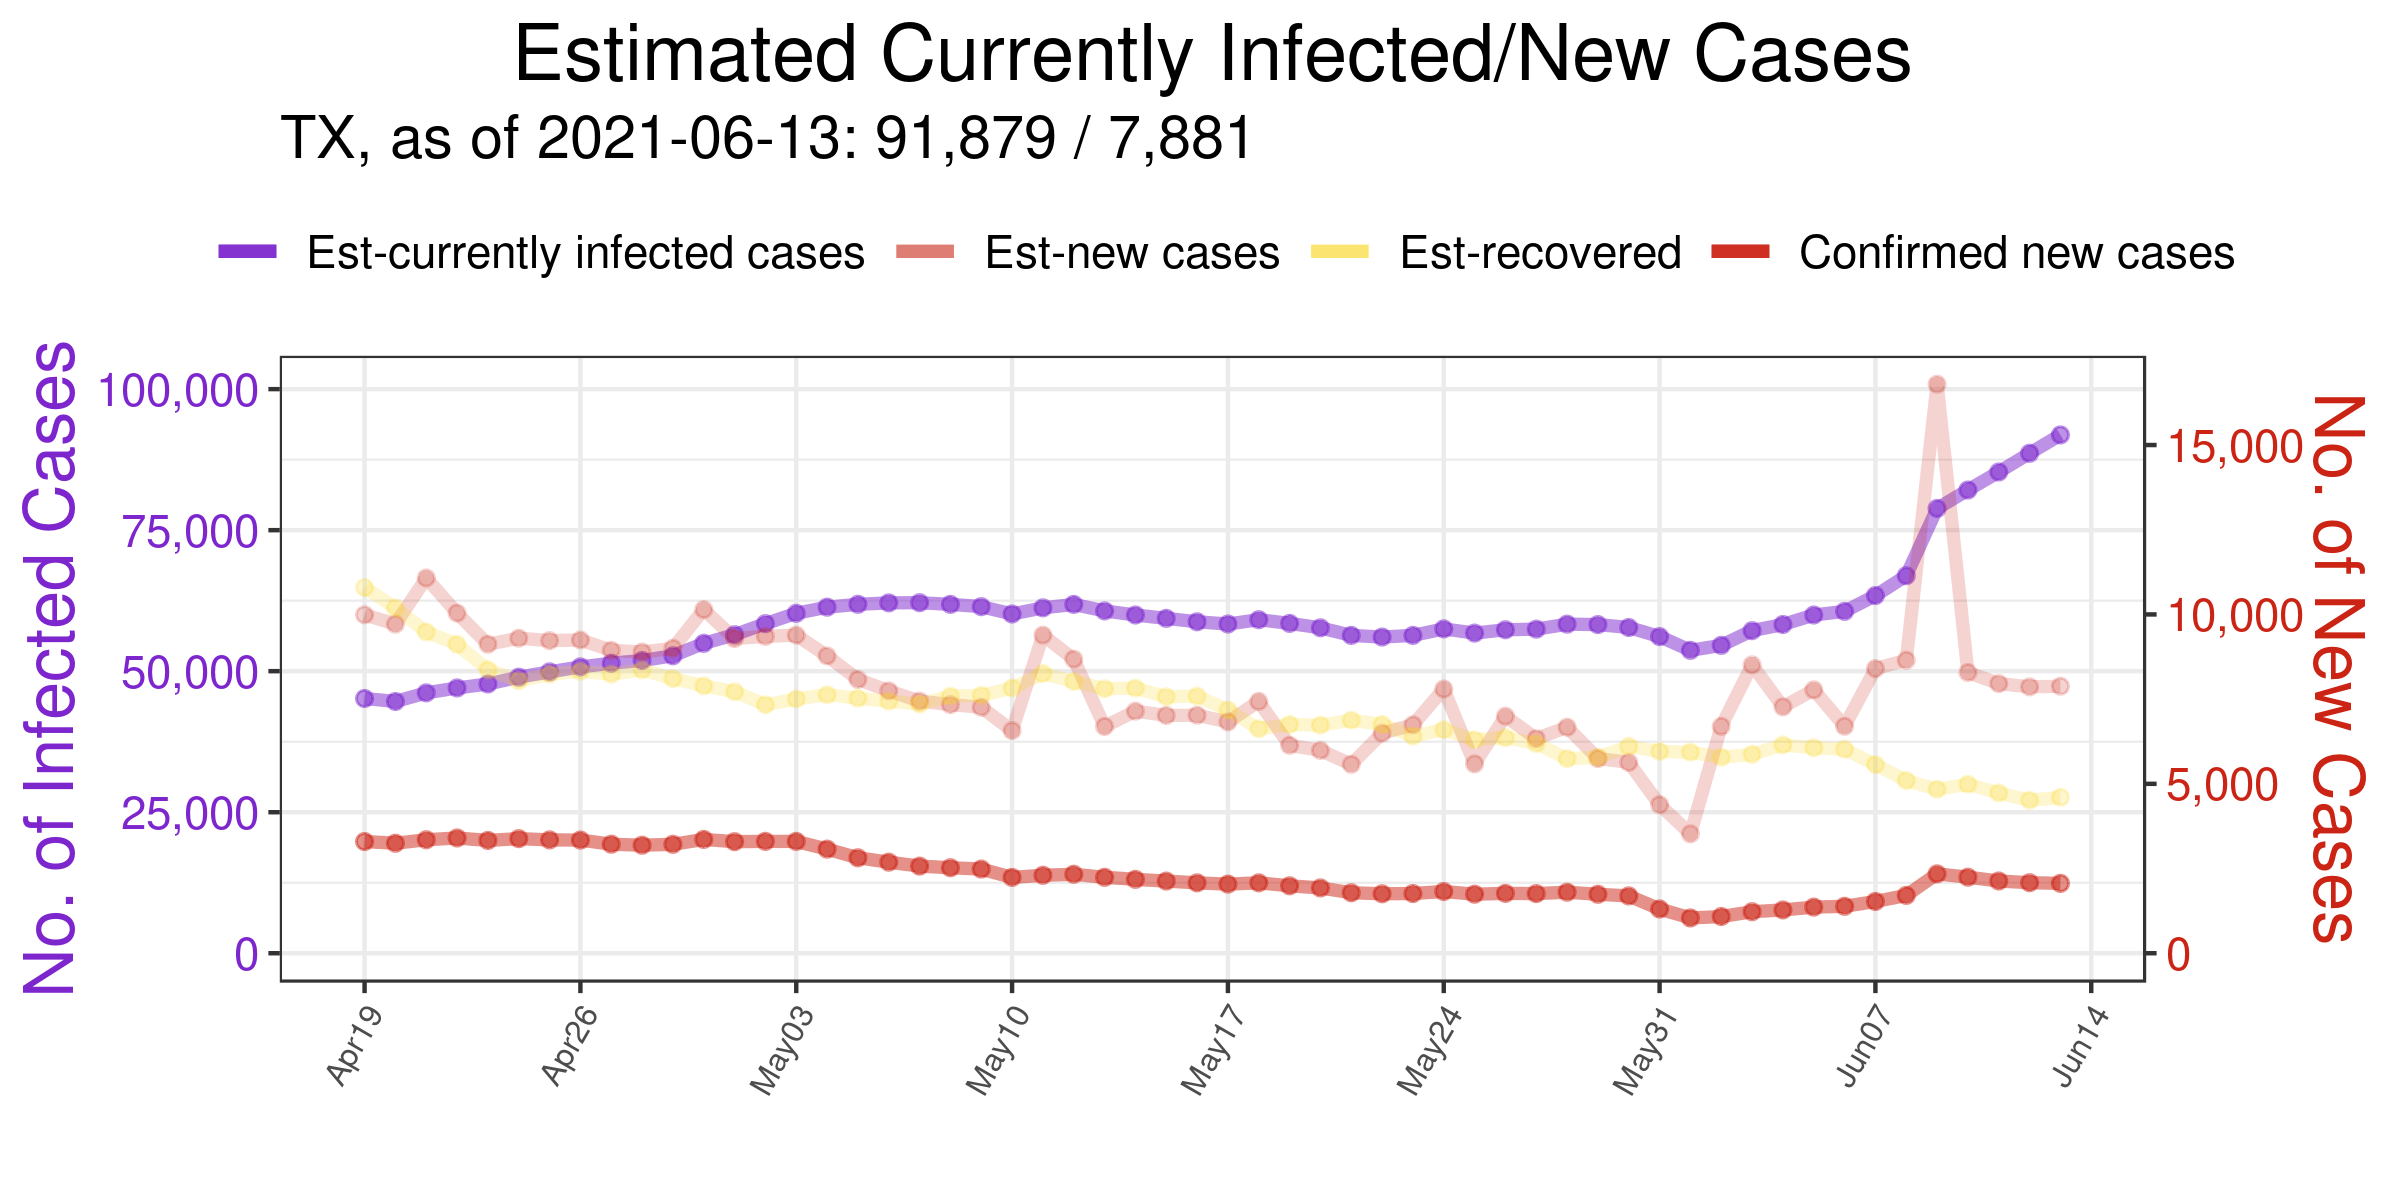 Estimated Currently Infected/New Cases
TX, as of 2021-06-13: 91,879 / 7,881
Est-currently infected cases Est-new cases Est-recovered Confirmed new cases
No. of Infected Cases
100,000
75,000
50,000
25,000
0
15,000
10,000
5,000
0
No. of New Cases
Apr19 Apr26 May03 May10 May17 May24 May31 Jun07 Jun14